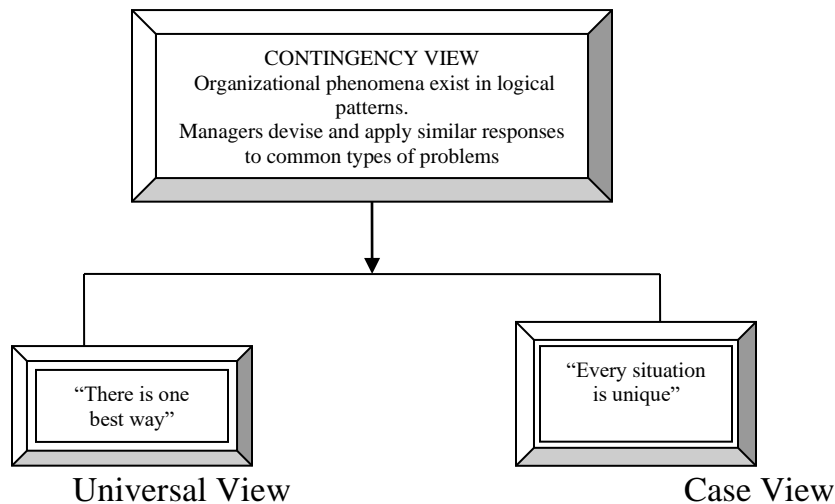 CONTINGENCY VIEW
Organizational phenomena exist in logical
patterns.
Managers devise and apply similar responses
to common types of problems
“There is one
best way”
“Every situation
is unique”
Universal View
Case View